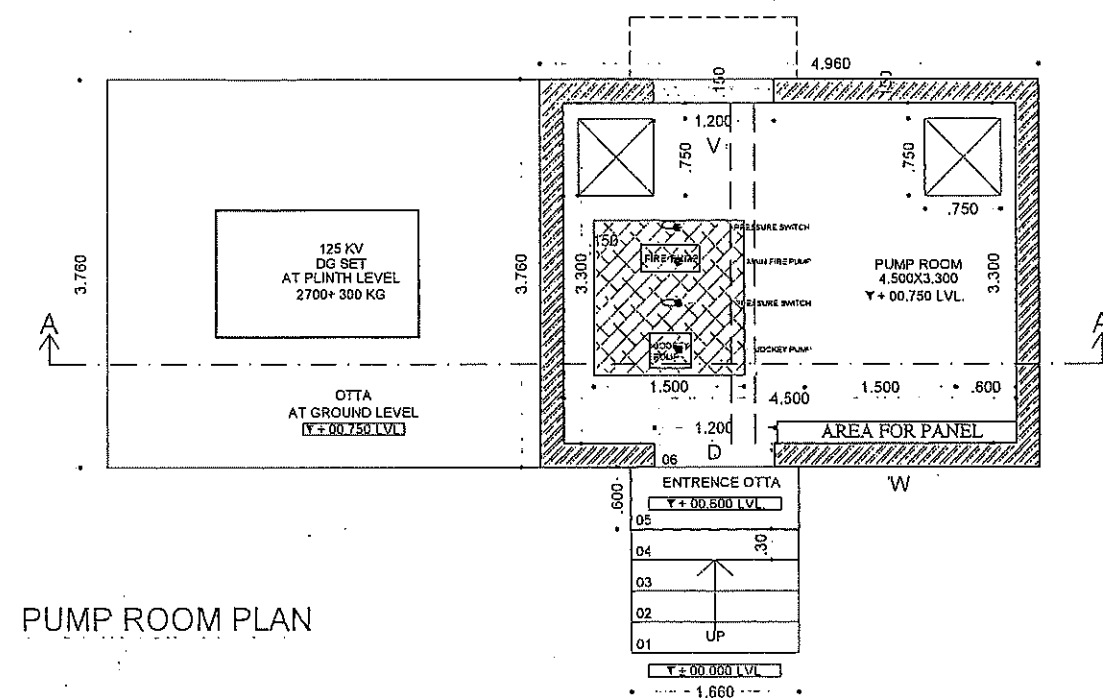 4.960
.150
.150
1.200
V
.750
.750
.750
3.760
125 KV
DG SET
AT PLINTH LEVEL
2700+ 300 KG
3.760
3.300
.150
FIRE PUMP
PRESSURE SWITCH
MAIN FIRE PUMP
PRESSURE SWITCH
JOCKEY PUMP
PUMP ROOM
4.500X3.300
+ 00.750 LVL.
3.300
A
A
OTTA
AT GROUND LEVEL
+ 00.750 LVL
1.500
4.500
1.500
.600
1.200
D
AREA FOR PANEL
06
W
ENTRENCE OTTA
+ 00.600 LVL.
.600
05
04
.30
03
02
01
UP
+ 00.000 LVL
1.660
PUMP ROOM PLAN